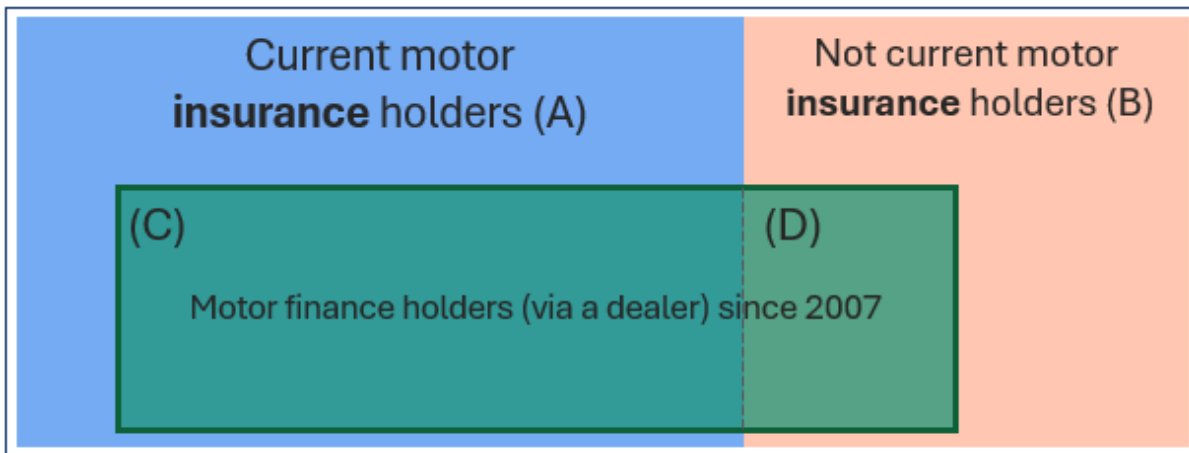 Current motor
insurance holders (A)
Not current motor
insurance holders (B)
(C)
(D)
Motor finance holders (via a dealer) since 2007